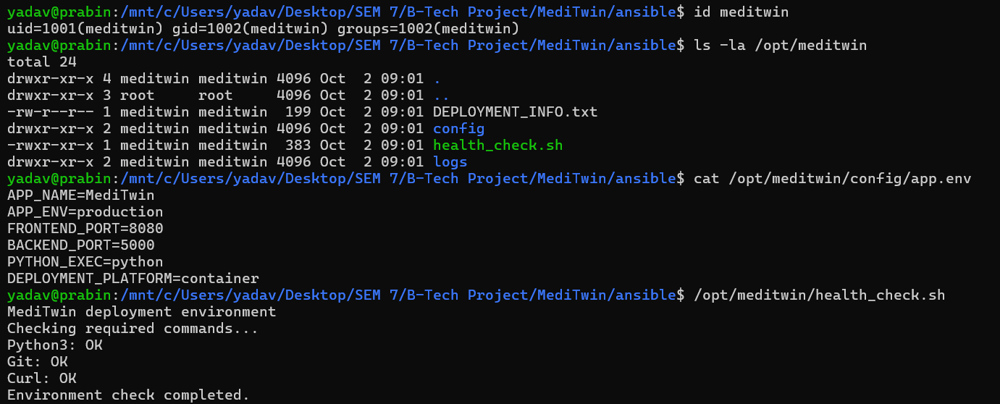 yadav@prabin:/mnt/c/Users/yadav/Desktop/SEM 7/B-Tech Project/MediTwin/ansible$ id meditwin
uid=1001(meditwin) gid=1002(meditwin) groups=1002(meditwin)
yadav@prabin:/mnt/c/Users/yadav/Desktop/SEM 7/B-Tech Project/MediTwin/ansible$ ls -la /opt/meditwin
total 24
drwxr-xr-x 4 meditwin meditwin 4096 Oct  2 09:01 .
drwxr-xr-x 3 root     root     4096 Oct  2 09:01 ..
-rw-r--r-- 1 meditwin meditwin  199 Oct  2 09:01 DEPLOYMENT_INFO.txt
drwxr-xr-x 2 meditwin meditwin 4096 Oct  2 09:01 config
-rwxr-xr-x 1 meditwin meditwin  383 Oct  2 09:01 health_check.sh
drwxr-xr-x 2 meditwin meditwin 4096 Oct  2 09:01 logs
yadav@prabin:/mnt/c/Users/yadav/Desktop/SEM 7/B-Tech Project/MediTwin/ansible$ cat /opt/meditwin/config/app.env
APP_NAME=MediTwin
APP_ENV=production
FRONTEND_PORT=8080
BACKEND_PORT=5000
PYTHON_EXEC=python
DEPLOYMENT_PLATFORM=container
yadav@prabin:/mnt/c/Users/yadav/Desktop/SEM 7/B-Tech Project/MediTwin/ansible$ /opt/meditwin/health_check.sh
MediTwin deployment environment
Checking required commands...
Python3: OK
Git: OK
Curl: OK
Environment check completed.